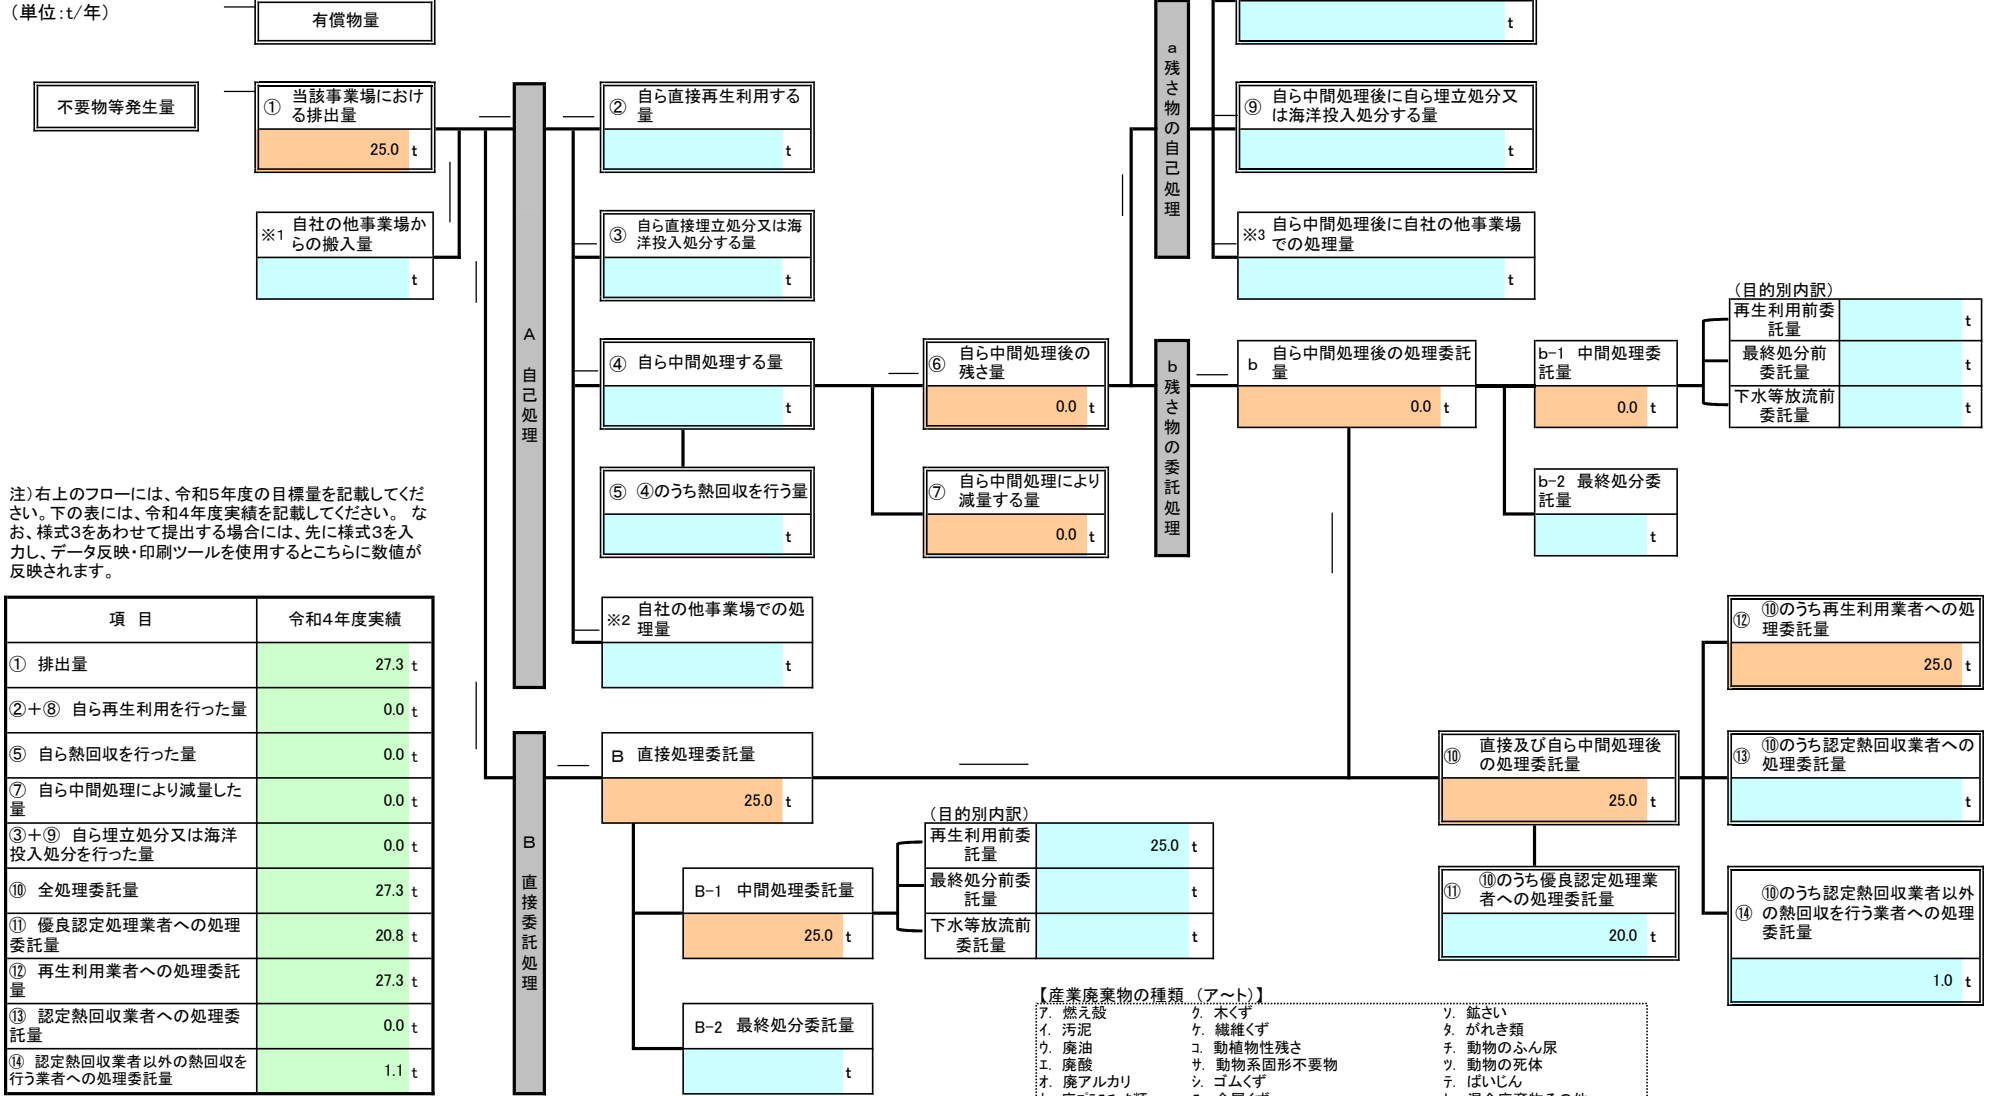 (単位:t/年)
有償物量
t
不要物等発生量
① 当該事業場におけ
る排出量
25.0 t
※1 自社の他事業場か
らの搬入量
t
A 自己処理
② 自ら直接再生利用する
量
t
③ 自ら直接埋立処分又は海
洋投入処分する量
t
④ 自ら中間処理する量
t
⑤ ④のうち熱回収を行う量
t
※2 自社の他事業場での処
理量
t
⑥ 自ら中間処理後の
残さ量
0.0 t
⑦ 自ら中間処理により
減量する量
0.0 t
a 残さ物の自己処理
⑨ 自ら中間処理後に自ら埋立処分又
は海洋投入処分する量
t
※3 自ら中間処理後に自社の他事業場
での処理量
t
b 残さ物の委託処理
b 自ら中間処理後の処理委託
量
0.0 t
b-1 中間処理委
託量
0.0 t
b-2 最終処分委
託量
t
(目的別内訳)
再生利用前委
託量
t
最終処分前
委託量
t
下水等放流前
委託量
t
注)右上のフローには、令和5年度の目標量を記載してくだ
さい。下の表には、令和4年度実績を記載してください。 な
お、様式3をあわせて提出する場合には、先に様式3を入
力し、データ反映・印刷ツールを使用するとこちらに数値が
反映されます。
項 目 令和4年度実績
① 排出量 27.3 t
②+⑧ 自ら再生利用を行った量 0.0 t
⑤ 自ら熱回収を行った量 0.0 t
⑦ 自ら中間処理により減量した
量 0.0 t
③+⑨ 自ら埋立処分又は海洋
投入処分を行った量 0.0 t
⑩ 全処理委託量 27.3 t
⑪ 優良認定処理業者への処理
委託量 20.8 t
⑫ 再生利用業者への処理委託
量 27.3 t
⑬ 認定熱回収業者への処理委
託量 0.0 t
⑭ 認定熱回収業者以外の熱回収を
行う業者への処理委託量 1.1 t
B 直接委託処理
B 直接処理委託量
25.0 t
B-1 中間処理委託量
25.0 t
B-2 最終処分委託量
t
(目的別内訳)
再生利用前委
託量
25.0 t
最終処分前委
託量
t
下水等放流前
委託量
t
⑩ 直接及び自ら中間処理後
の処理委託量
25.0 t
⑪ ⑩のうち優良認定処理業
者への処理委託量
20.0 t
⑫ ⑩のうち再生利用業者への処
理委託量
25.0 t
⑬ ⑩のうち認定熱回収業者への
処理委託量
t
⑭ ⑩のうち認定熱回収業者以外
の熱回収を行う業者への処理
委託量
1.0 t
【産業廃棄物の種類 (ア~ト)】
ア. 燃え殻 ク. 木くず ソ. 鉱さい
イ. 汚泥 ケ. 繊維くず タ. がれき類
ウ. 廃油 コ. 動植物性残さ チ. 動物のふん尿
エ. 廃酸 サ. 動物系固形不要物 ツ. 動物の死体
オ. 廃アルカリ シ. ゴムくず テ. ばいじん